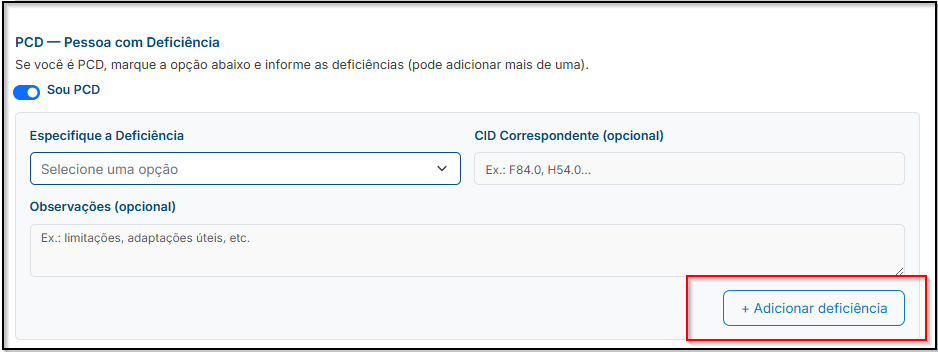 PCD — Pessoa com Deficiência
Se você é PCD, marque a opção abaixo e informe as deficiências (pode adicionar mais de uma).
Sou PCD
Especifique a Deficiência
CID Correspondente (opcional)
Selecione uma opção
Ex.: F84.0, H54.0...
Observações (opcional)
Ex.: limitações, adaptações úteis, etc.
+ Adicionar deficiência